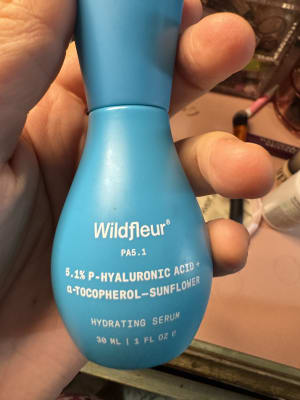 Wildfleur®
PA5.1
5.1% P-HYALURONIC ACID +
α-TOCOPHEROL—SUNFLOWER
HYDRATING SERUM
30 ML | 1 FL OZ ℮